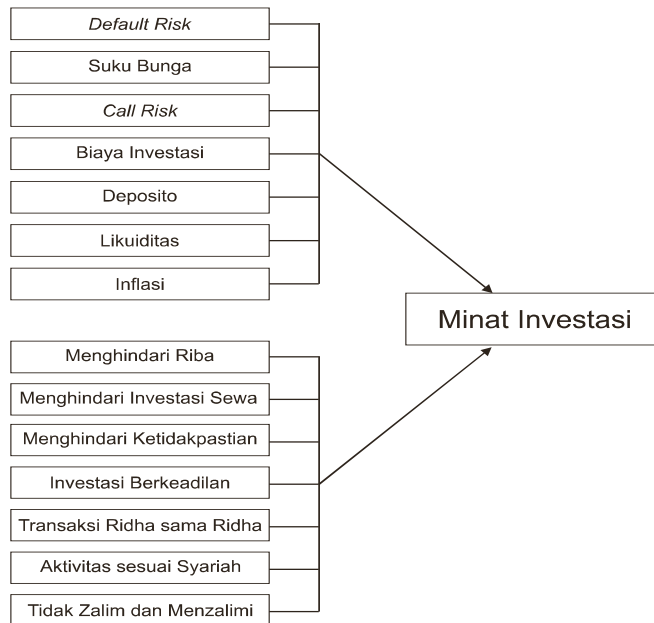 Default Risk
Suku Bunga
Call Risk
Biaya Investasi
Deposito
Likuiditas
Inflasi
Minat Investasi
Menghindari Riba
Menghindari Investasi Sewa
Menghindari Ketidakpastian
Investasi Berkeadilan
Transaksi Ridha sama Ridha
Aktivitas sesuai Syariah
Tidak Zalim dan Menzalimi